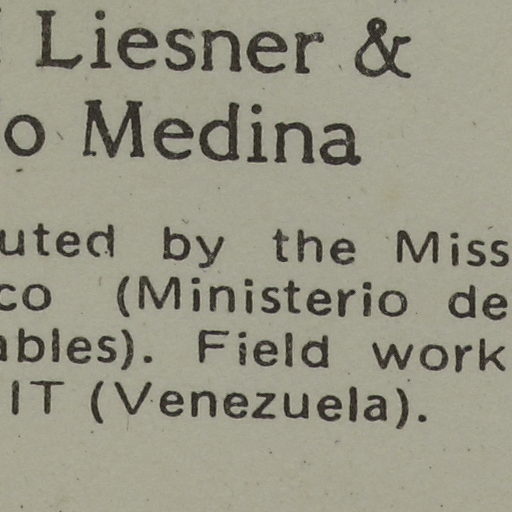 Liesner &
o Medina
uted by the Miss
co (Ministerio de
ables). Field work
IT (Venezuela).